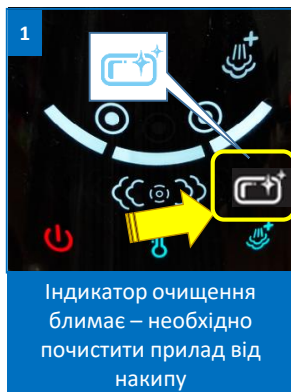 1
Індикатор очищення
блимає – необхідно
почистити прилад від
накипу